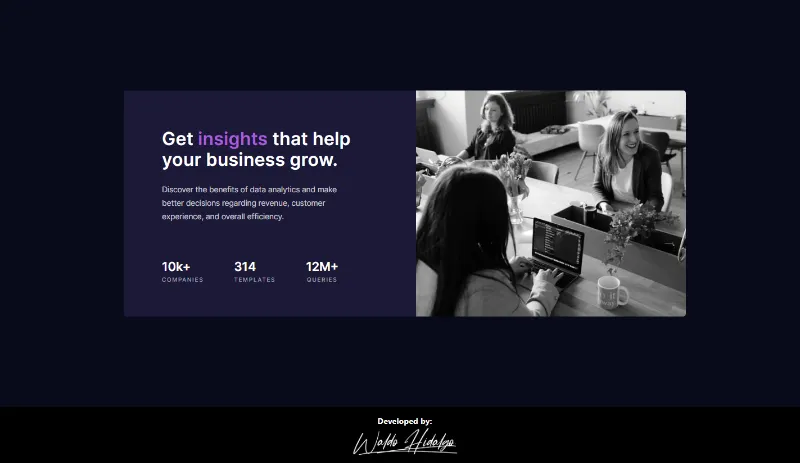 Get insights that help
your business grow.
Discover the benefits of data analytics and make
better decisions regarding revenue, customer
experience, and overall efficiency.
10k+ 314 12M+
COMPANIES TEMPLATES QUERIES
Developed by:
Waldo Hidalgo